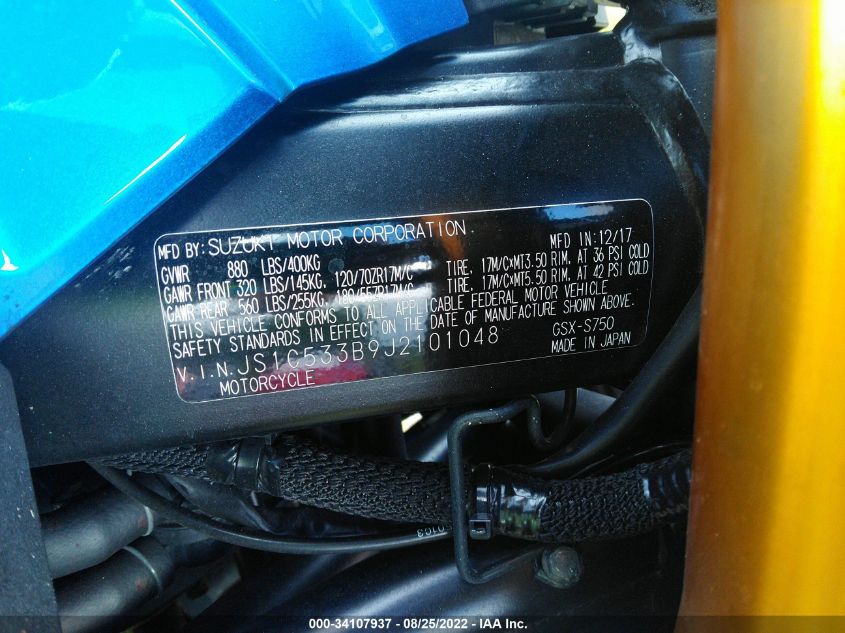 MFD BY: SUZUKI MOTOR CORPORATION MFD IN: 12/17
GVWR 880 LBS/400KG
GAWR FRONT 320 LBS/145KG, 120/70ZR17M/C TIRE, 17M/C×MT3.50 RIM, AT 36 PSI COLD
GAWR REAR 560 LBS/255KG, 180/55ZR17M/C TIRE, 17M/C×MT5.50 RIM, AT 42 PSI COLD
THIS VEHICLE CONFORMS TO ALL APPLICABLE FEDERAL MOTOR VEHICLE
SAFETY STANDARDS IN EFFECT ON THE DATE OF MANUFACTURE SHOWN ABOVE.
V.I.N. JS1C533B9J2101048 GSX-S750
MOTORCYCLE MADE IN JAPAN
000-34107937 - 08/25/2022 - IAA Inc.